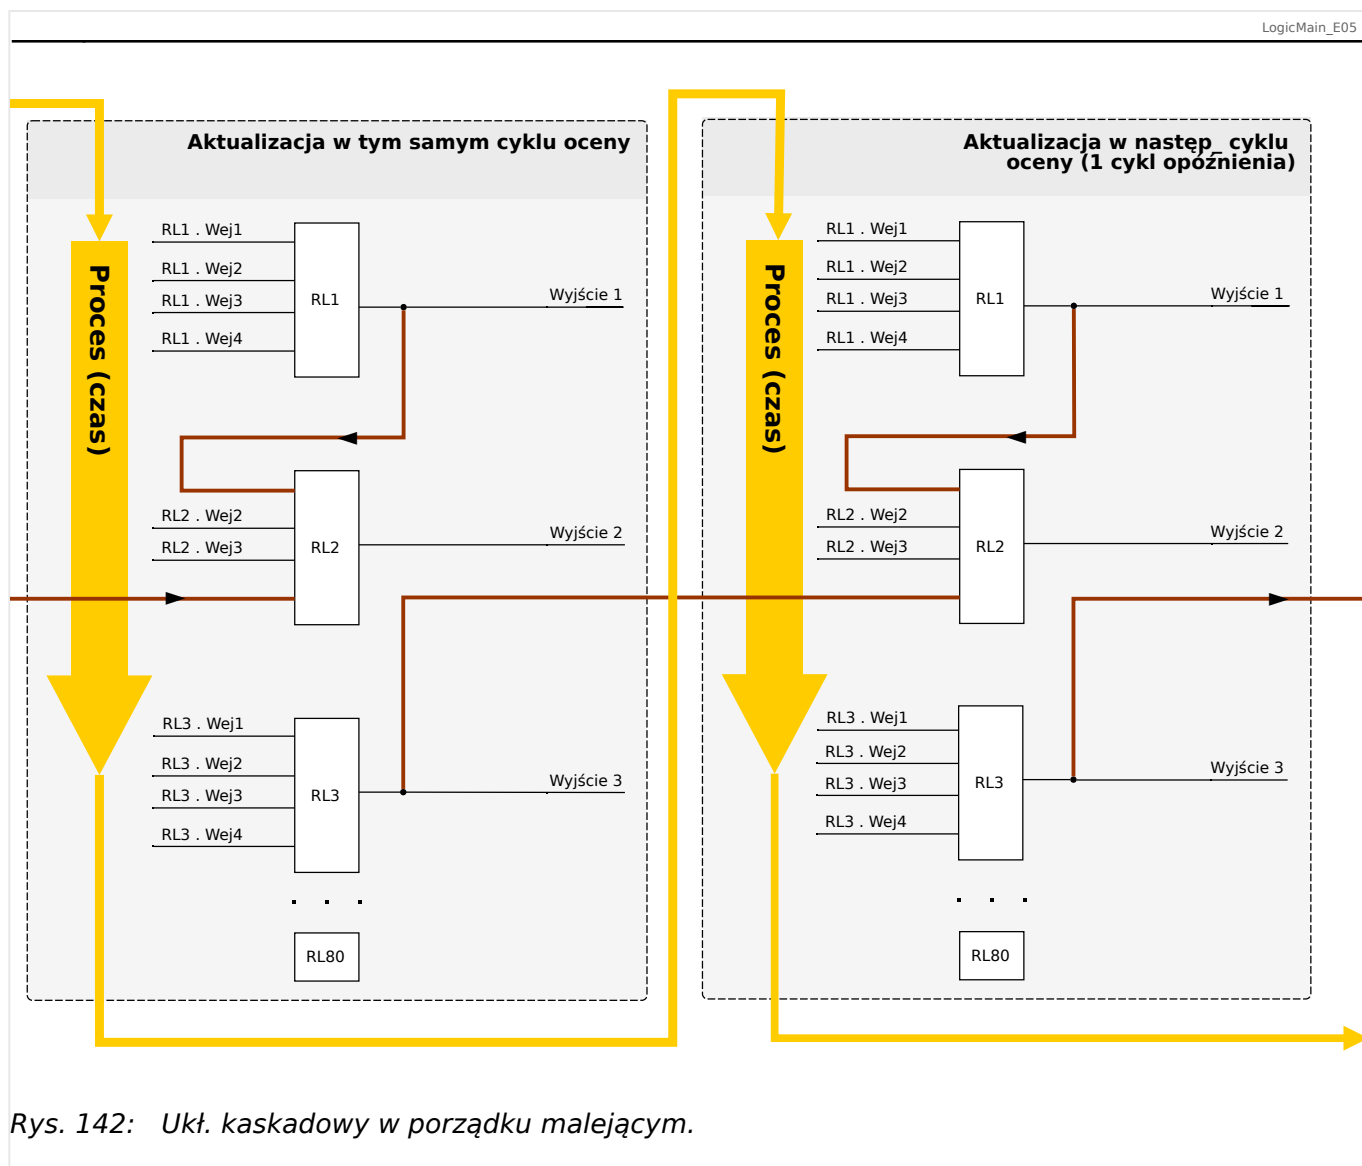 LogicMain_E05
Aktualizacja w tym samym cyklu oceny
Proces (czas)
RL1 . Wej1
RL1 . Wej2
RL1 . Wej3
RL1 . Wej4
RL1
Wyjście 1
RL2 . Wej2
RL2 . Wej3
RL2
Wyjście 2
RL3 . Wej1
RL3 . Wej2
RL3 . Wej3
RL3 . Wej4
RL3
Wyjście 3
. . .
RL80
Aktualizacja w następ_ cyklu
oceny (1 cykl opóźnienia)
Proces (czas)
RL1 . Wej1
RL1 . Wej2
RL1 . Wej3
RL1 . Wej4
RL1
Wyjście 1
RL2 . Wej2
RL2 . Wej3
RL2
Wyjście 2
RL3 . Wej1
RL3 . Wej2
RL3 . Wej3
RL3 . Wej4
RL3
Wyjście 3
. . .
RL80
Rys. 142: Ukł. kaskadowy w porządku malejącym.